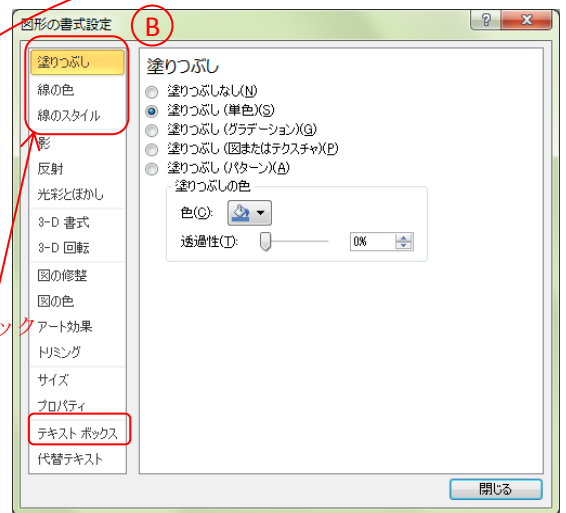 図形の書式設定
B
塗りつぶし
線の色
線のスタイル
影
反射
光彩とぼかし
3-D 書式
3-D 回転
図の修整
図の色
ック
アート効果
トリミング
サイズ
プロパティ
テキスト ボックス
代替テキスト
塗りつぶし
塗りつぶしなし(N)
塗りつぶし (単色)(S)
塗りつぶし (グラデーション)(G)
塗りつぶし (図またはテクスチャ)(P)
塗りつぶし (パターン)(A)
塗りつぶしの色
色(C):
透過性(T): 0%
閉じる